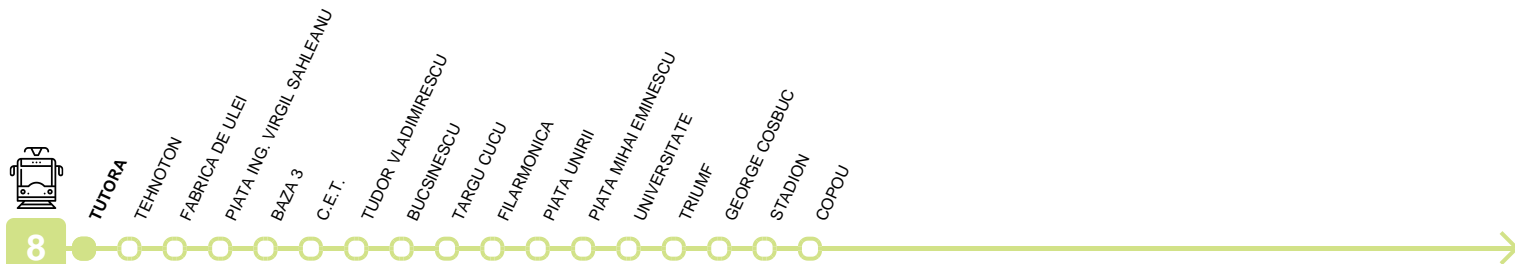 8
TUTORA
TEHNOTON
FABRICA DE ULEI
PIATA ING. VIRGIL SAHLEANU
BAZA 3
C.E.T.
TUDOR VLADIMIRESCU
BUCSINESCU
TARGU CUCU
FILARMONICA
PIATA UNIRII
PIATA MIHAI EMINESCU
UNIVERSITATE
TRIUMF
GEORGE COSBUC
STADION
COPOU